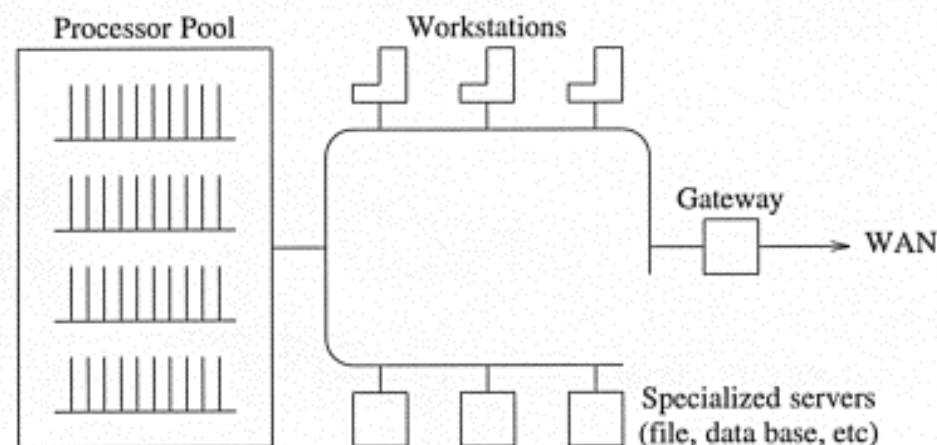 Processor Pool
Workstations
Gateway
WAN
Specialized servers
(file, data base, etc)